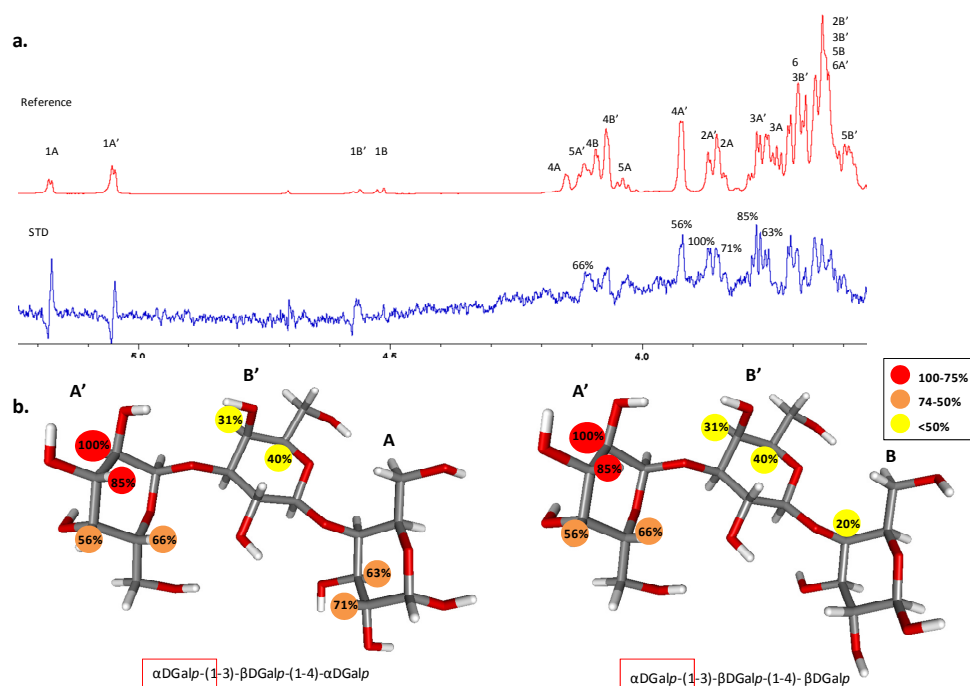 a.
2B’
3B’
5B
6A’
6
3B’
Reference
1A
1A’
1B’ 1B
4A
5A’
4B
4B’
5A
4A’
2A’
2A
3A’
3A
5B’
STD
66%
56%
100%
71%
85%
63%
5.0 4.5 4.0
100-75%
74-50%
<50%
b.
A’
B’
A
100%
85%
56%
66%
31%
40%
63%
71%
αDGalp-(1-3)-βDGalp-(1-4)-αDGalp
A’
B’
B
100%
85%
56%
66%
31%
40%
20%
αDGalp-(1-3)-βDGalp-(1-4)- βDGalp